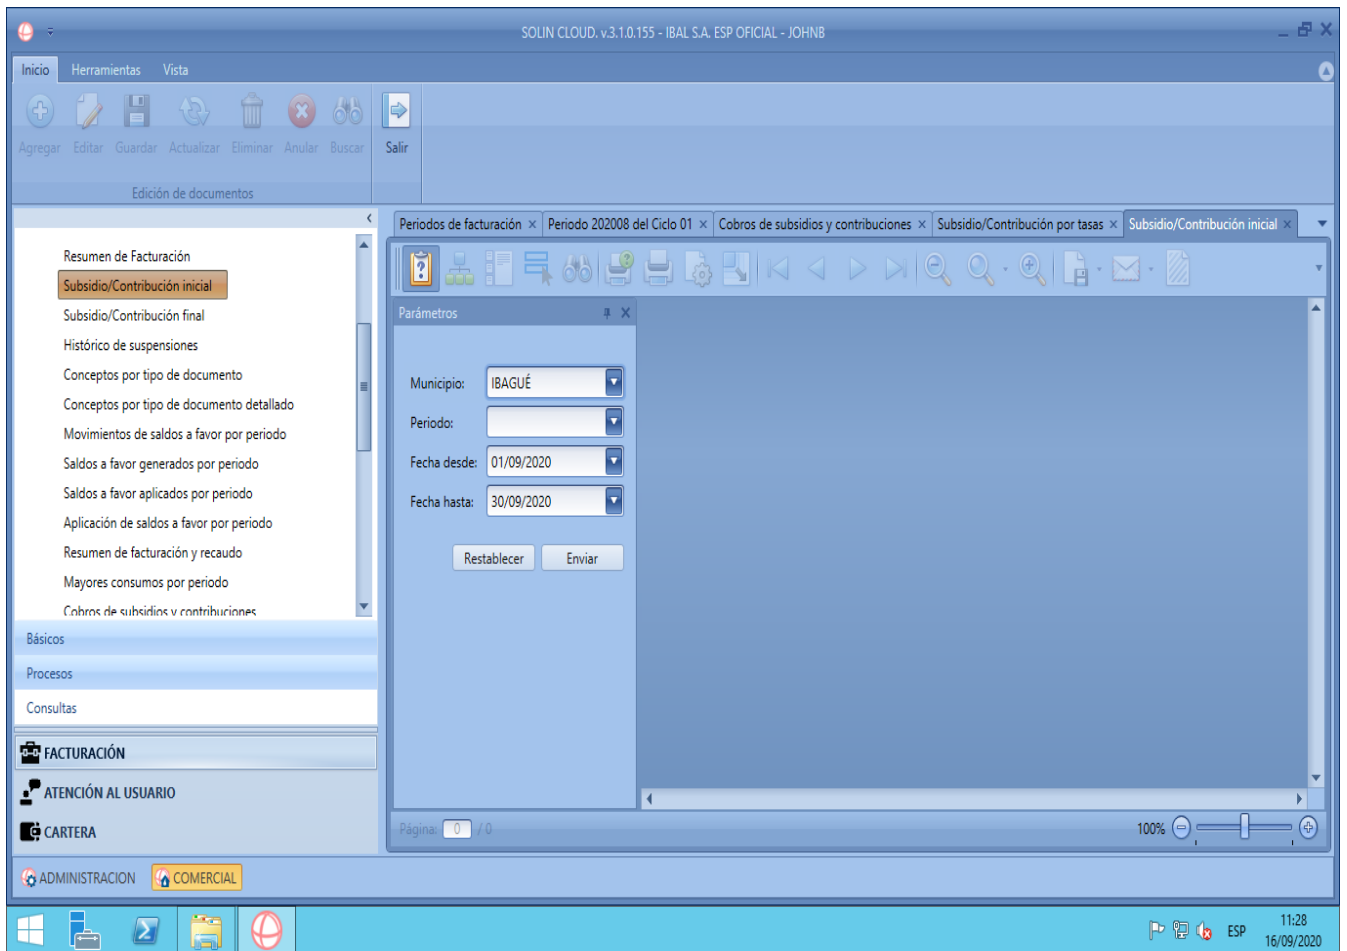 SOLIN CLOUD. v.3.1.0.155 - IBAL S.A. ESP OFICIAL - JOHNB
Inicio Herramientas Vista
Agregar Editar Guardar Actualizar Eliminar Anular Buscar Salir
Edición de documentos
Periodos de facturación × Periodo 202008 del Ciclo 01 × Cobros de subsidios y contribuciones × Subsidio/Contribución por tasas × Subsidio/Contribución inicial ×
Resumen de Facturación
Subsidio/Contribución inicial
Subsidio/Contribución final
Histórico de suspensiones
Conceptos por tipo de documento
Conceptos por tipo de documento detallado
Movimientos de saldos a favor por periodo
Saldos a favor generados por periodo
Saldos a favor aplicados por periodo
Aplicación de saldos a favor por periodo
Resumen de facturación y recaudo
Mayores consumos por periodo
Cobros de subsidios y contribuciones
Básicos
Procesos
Consultas
FACTURACIÓN
ATENCIÓN AL USUARIO
CARTERA
Parámetros
Municipio: IBAGUÉ
Periodo:
Fecha desde: 01/09/2020
Fecha hasta: 30/09/2020
Restablecer Enviar
Página: 0 / 0
100%
ADMINISTRACION COMERCIAL
ESP
11:28
16/09/2020